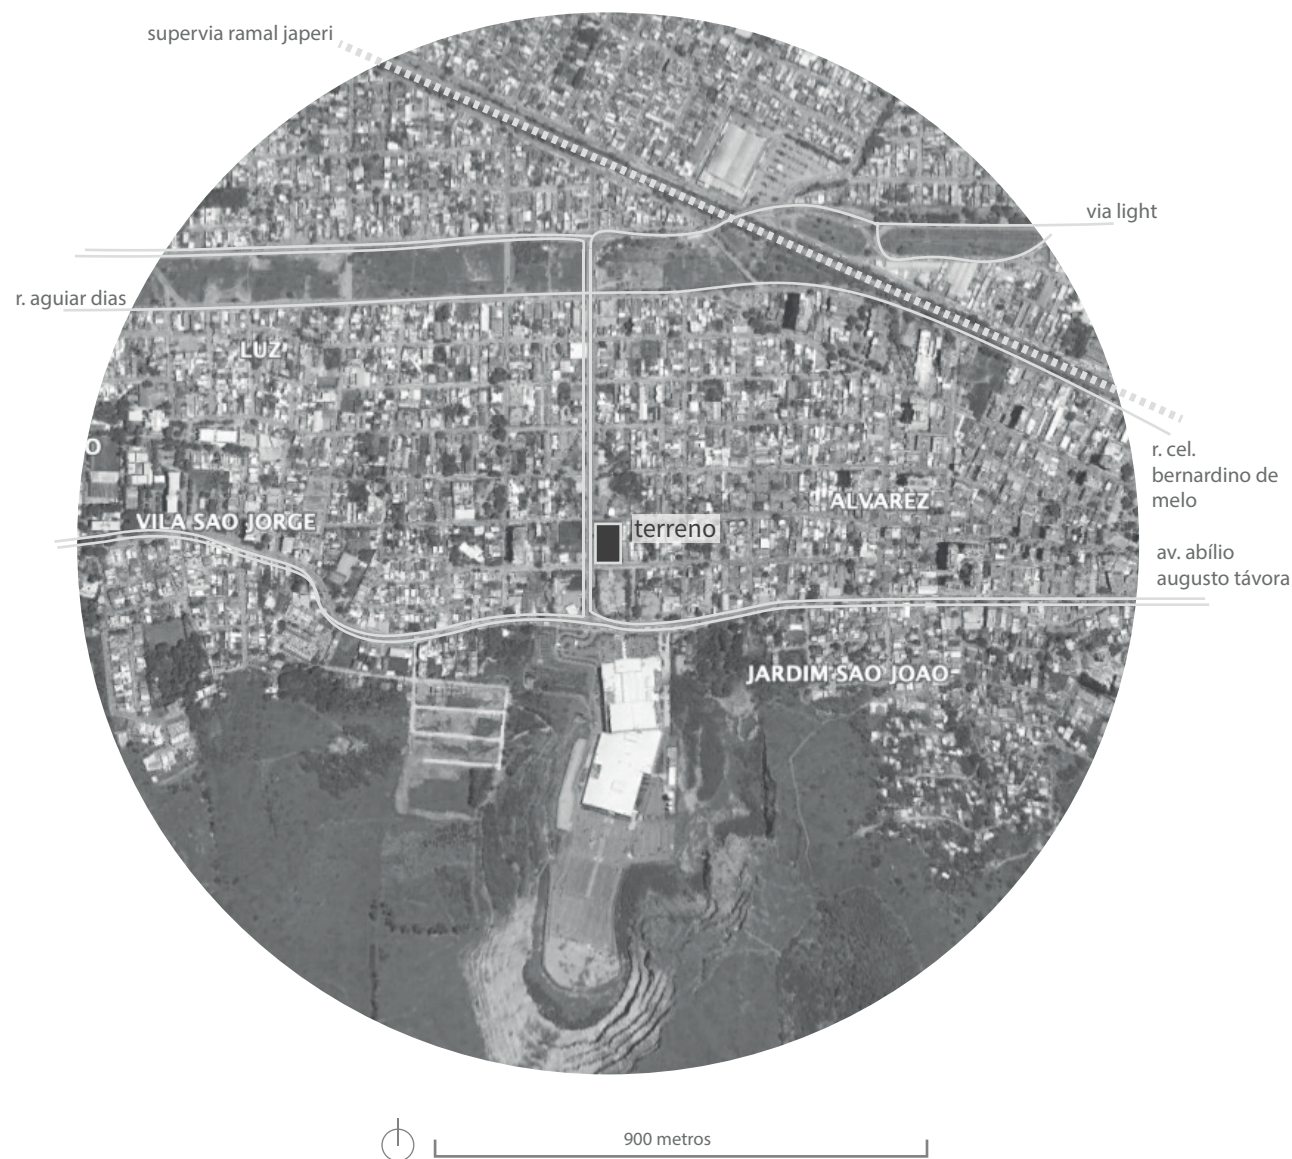 supervia ramal japeri
via light
r. aguiar dias
LUZ
O
r. cel.
bernardino de
melo
ALVAREZ
VILA SAO JORGE
terreno
av. abílio
augusto távora
JARDIM SAO JOAO
900 metros